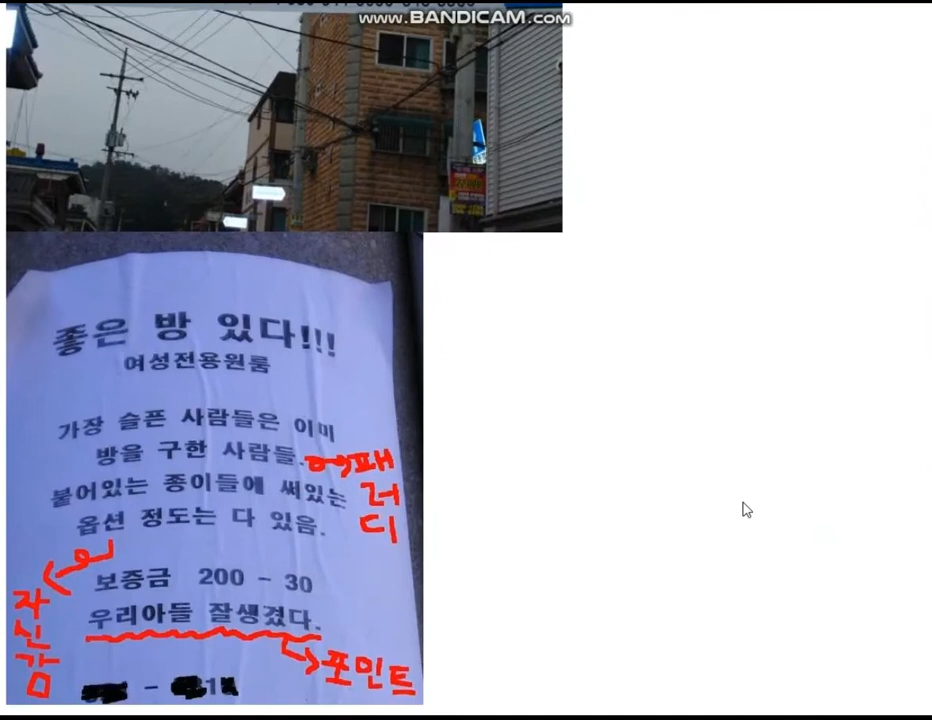 WWW.BANDICAM.COM
좋은 방 있다!!!
여성전용원룸
가장 슬픈 사람들은 이미
방을 구한 사람들.
패러디
붙어있는 종이들에 써있는
옵션 정도는 다 있음.
자신감
보증금 200 - 30
우리아들 잘생겼다.
포인트